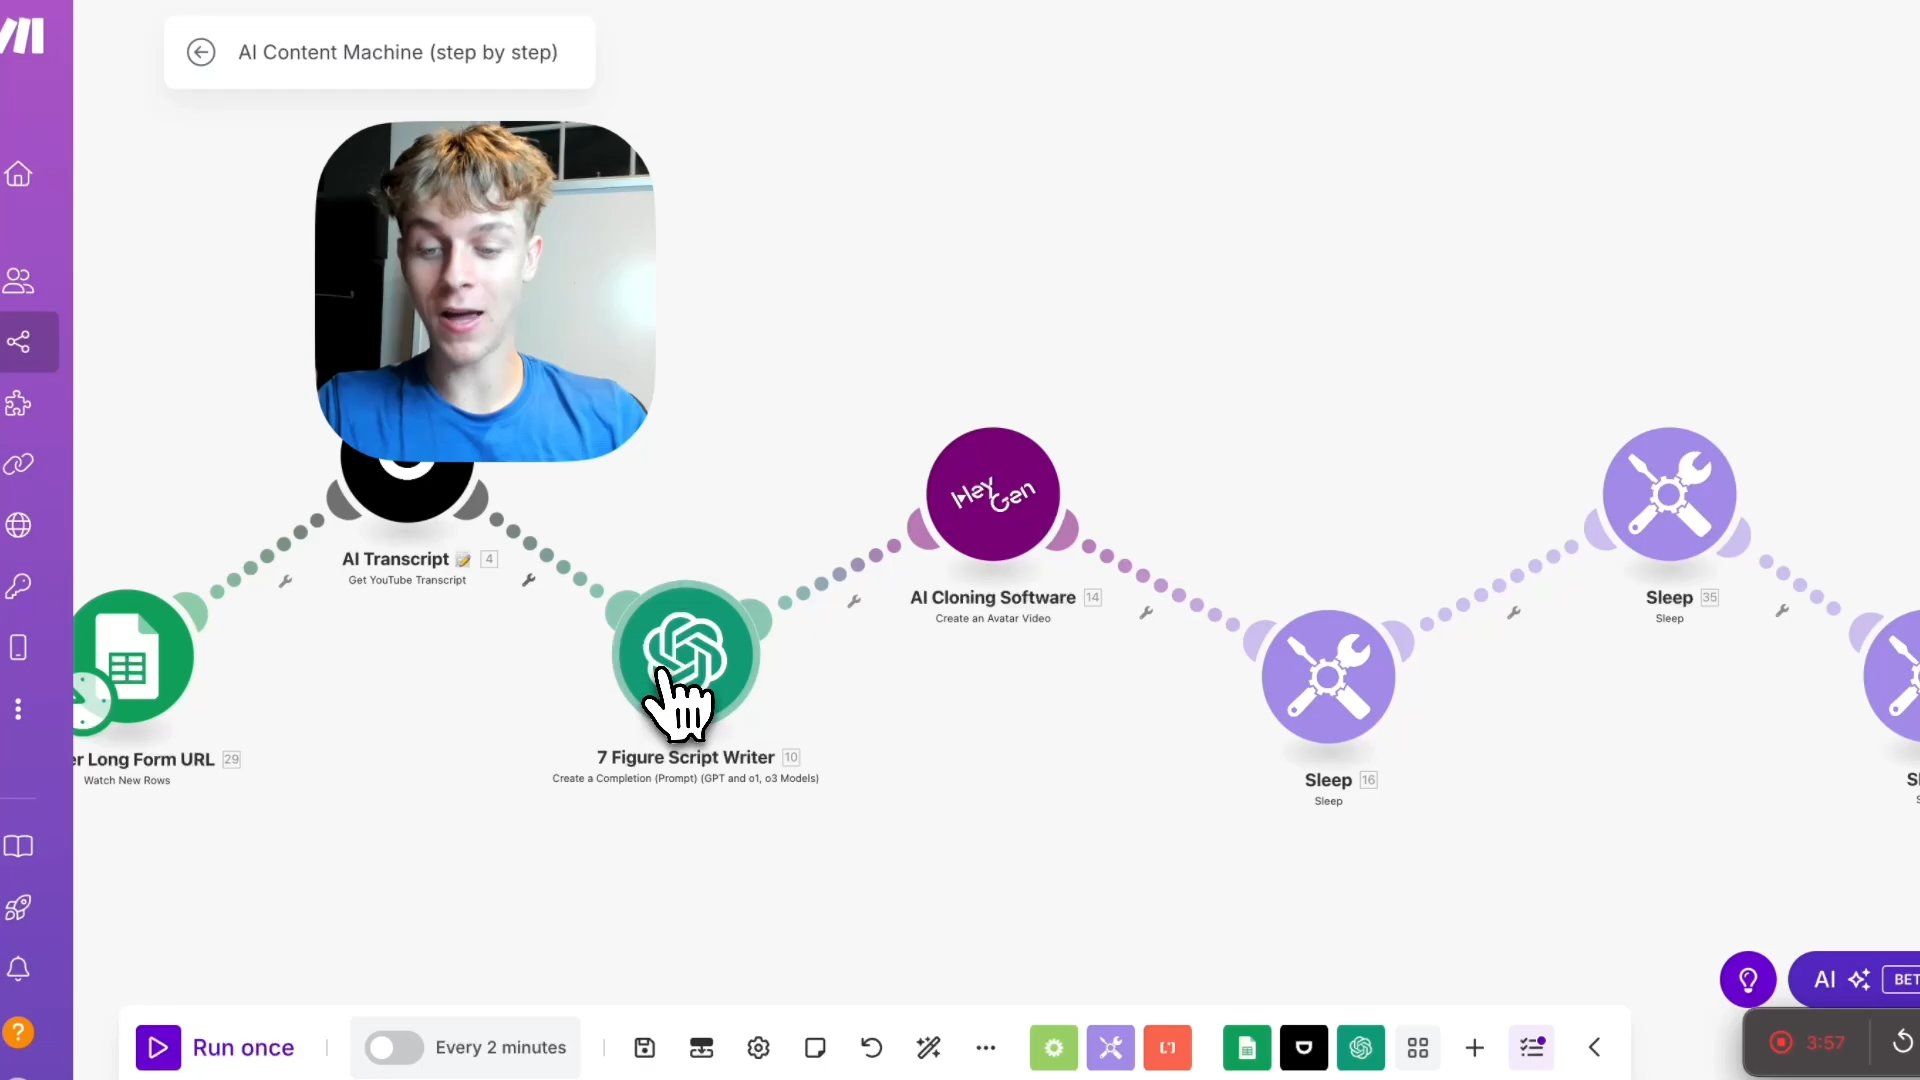 AI Content Machine (step by step)
HeyGen
AI Transcript 📝 4
Get YouTube Transcript
AI Cloning Software 14
Create an Avatar Video
Sleep 35
Sleep
er Long Form URL 29
Watch New Rows
7 Figure Script Writer 10
Create a Completion (Prompt) (GPT and o1, o3 Models)
Sleep 16
Sleep
Sl
S
AI BET
?
Run once
Every 2 minutes
3:57